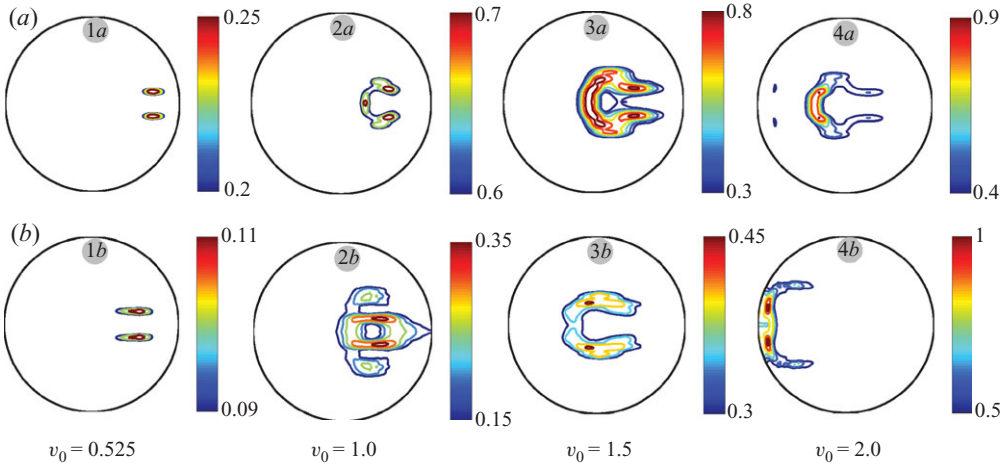 (a)
1a
0.25
0.2
2a
0.7
0.6
3a
0.8
0.3
4a
0.9
0.4
(b)
1b
0.11
0.09
2b
0.35
0.15
3b
0.45
0.3
4b
1
0.5
v₀ = 0.525
v₀ = 1.0
v₀ = 1.5
v₀ = 2.0